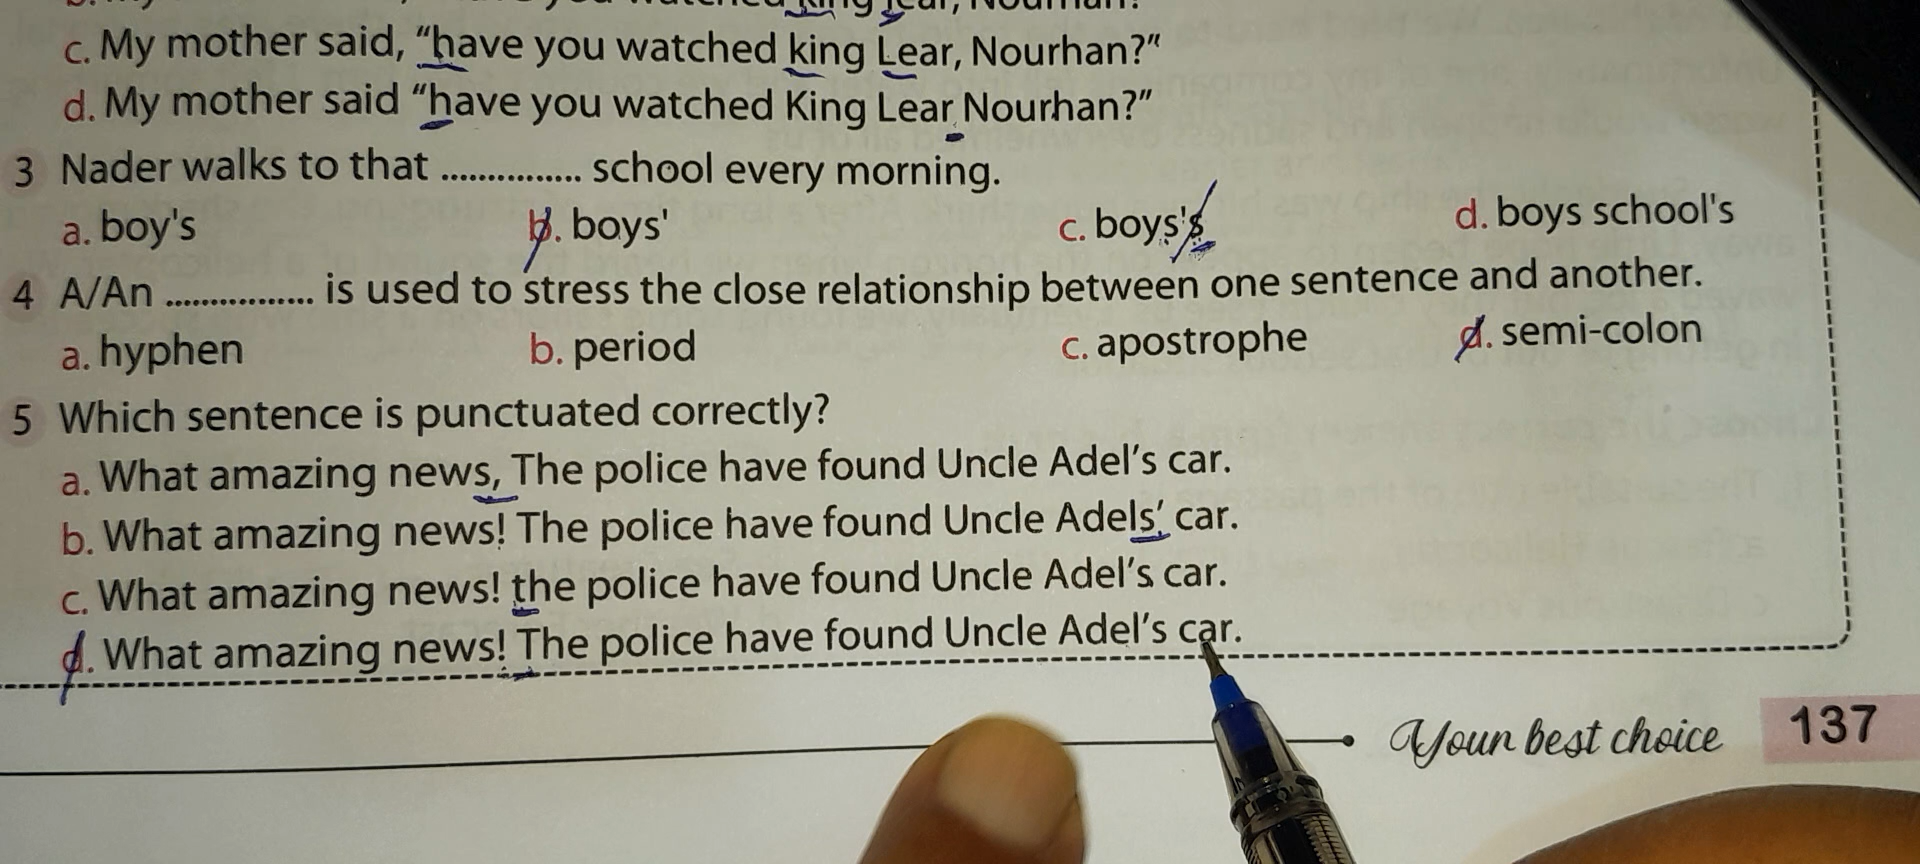 c. My mother said, “have you watched king Lear, Nourhan?”
d. My mother said “have you watched King Lear Nourhan?”
3 Nader walks to that .............. school every morning.
a. boy's b. boys' c. boys's d. boys school's
4 A/An ................ is used to stress the close relationship between one sentence and another.
a. hyphen b. period c. apostrophe d. semi-colon
5 Which sentence is punctuated correctly?
a. What amazing news, The police have found Uncle Adel’s car.
b. What amazing news! The police have found Uncle Adels’ car.
c. What amazing news! the police have found Uncle Adel’s car.
d. What amazing news! The police have found Uncle Adel’s car.
Your best choice 137